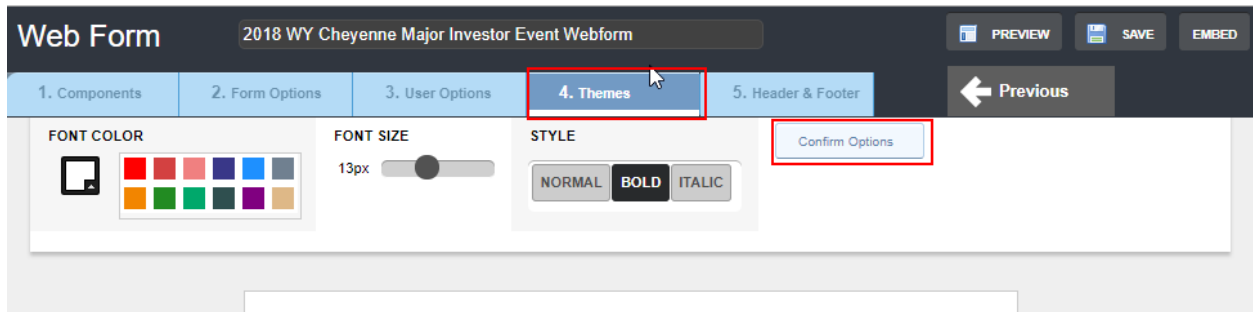 Web Form 2018 WY Cheyenne Major Investor Event Webform PREVIEW SAVE EMBED
1. Components 2. Form Options 3. User Options 4. Themes 5. Header & Footer Previous
FONT COLOR FONT SIZE STYLE Confirm Options
13px NORMAL BOLD ITALIC